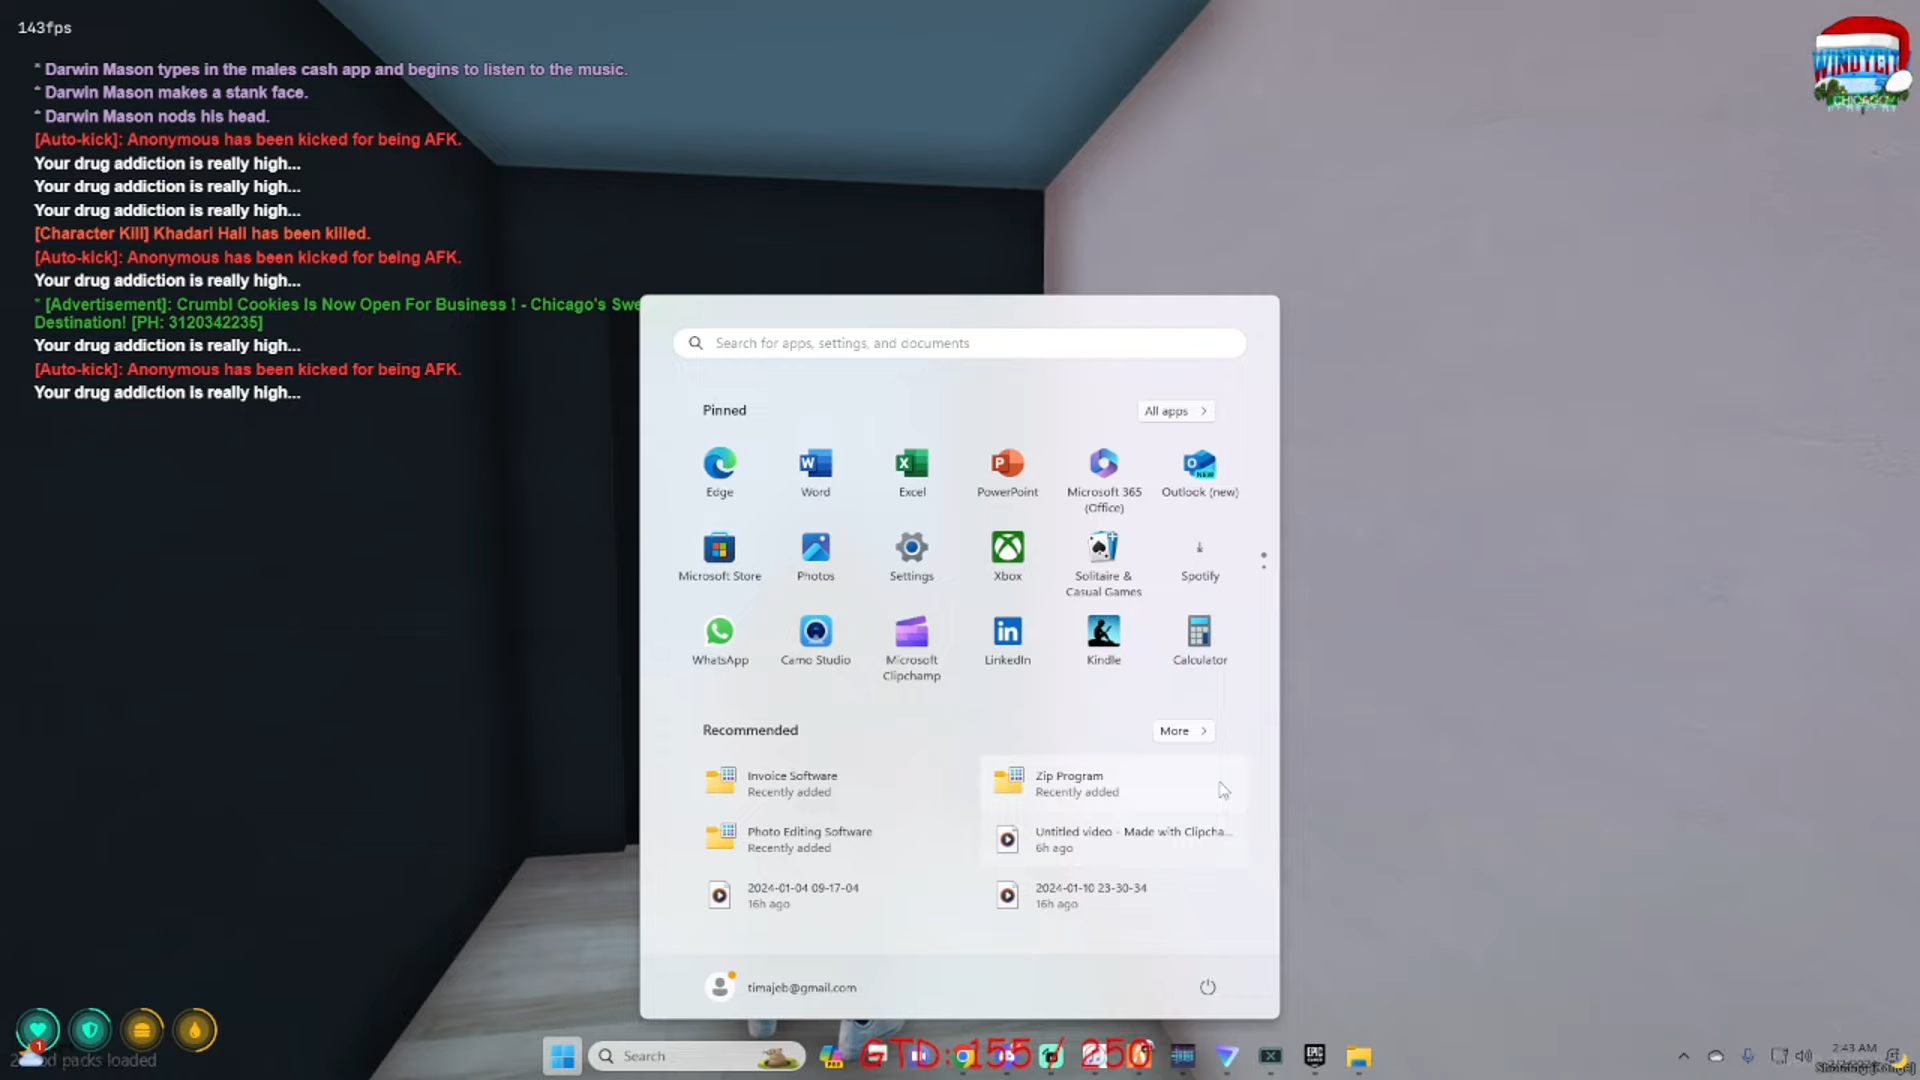 143fps
* Darwin Mason types in the males cash app and begins to listen to the music.
* Darwin Mason makes a stank face.
* Darwin Mason nods his head.
[Auto-kick]: Anonymous has been kicked for being AFK.
Your drug addiction is really high...
Your drug addiction is really high...
Your drug addiction is really high...
[Character Kill] Khadari Hall has been killed.
[Auto-kick]: Anonymous has been kicked for being AFK.
Your drug addiction is really high...
* [Advertisement]: Crumbl Cookies Is Now Open For Business ! - Chicago's Swe
Destination! [PH: 3120342235]
Your drug addiction is really high...
[Auto-kick]: Anonymous has been kicked for being AFK.
Your drug addiction is really high...
WINDYCITY
CHICAGO
Search for apps, settings, and documents
Pinned
All apps
Edge
Word
Excel
PowerPoint
Microsoft 365
(Office)
Outlook (new)
Microsoft Store
Photos
Settings
Xbox
Solitaire &
Casual Games
Spotify
WhatsApp
Camo Studio
Microsoft
Clipchamp
LinkedIn
Kindle
Calculator
Recommended
More
Invoice Software
Recently added
Zip Program
Recently added
Photo Editing Software
Recently added
Untitled video - Made with Clipcha...
6h ago
2024-01-04 09-17-04
16h ago
2024-01-10 23-30-34
16h ago
timajeb@gmail.com
1
packs loaded
Search
GTD: 155 / 250
2:43 AM